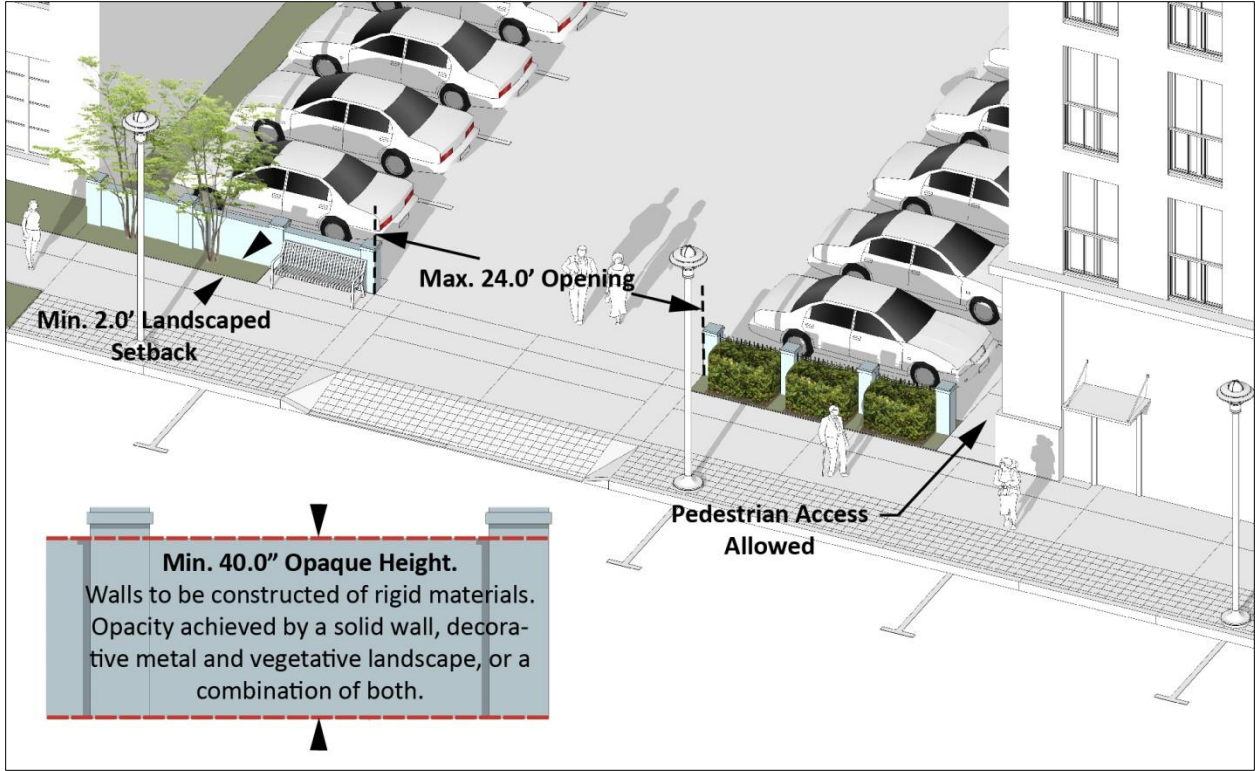 Max. 24.0’ Opening
Min. 2.0’ Landscaped
Setback
Pedestrian Access
Allowed
Min. 40.0” Opaque Height.
Walls to be constructed of rigid materials.
Opacity achieved by a solid wall, decora-
tive metal and vegetative landscape, or a
combination of both.